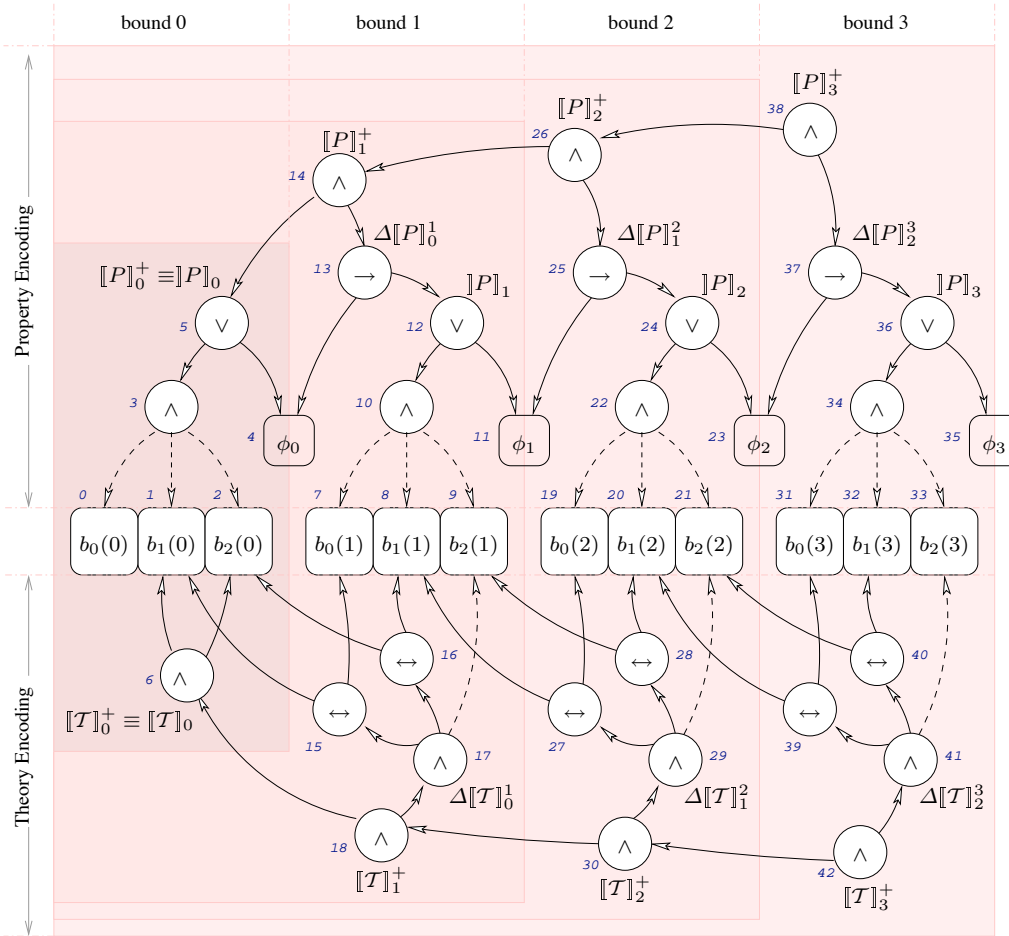 bound 0 bound 1 bound 2 bound 3
⟦P⟧₃⁺
38
⟦P⟧₂⁺
26
∧
⟦P⟧₁⁺
∧
14
∧
Δ⟦P⟧₀¹ Δ⟦P⟧₁² Δ⟦P⟧₂³
⟦P⟧₀⁺ ≡⟧P⟧₀
13 → 25 → 37 →
⟧P⟧₁ ⟧P⟧₂ ⟧P⟧₃
5 ∨ 12 ∨ 24 ∨ 36 ∨
Property Encoding
3 ∧ 10 ∧ 22 ∧ 34 ∧
4 ϕ₀ 11 ϕ₁ 23 ϕ₂ 35 ϕ₃
0 1 2 7 8 9 19 20 21 31 32 33
b₀(0) b₁(0) b₂(0) b₀(1) b₁(1) b₂(1) b₀(2) b₁(2) b₂(2) b₀(3) b₁(3) b₂(3)
↔ 16 ↔ 28 ↔ 40
6 ∧
⟦𝒯⟧₀⁺ ≡ ⟦𝒯⟧₀
↔ ↔ ↔
15 17 27 29 39 41
∧ ∧ ∧
Theory Encoding
Δ⟦𝒯⟧₀¹ Δ⟦𝒯⟧₁² Δ⟦𝒯⟧₂³
18 ∧ 30 ∧ 42 ∧
⟦𝒯⟧₁⁺ ⟦𝒯⟧₂⁺ ⟦𝒯⟧₃⁺